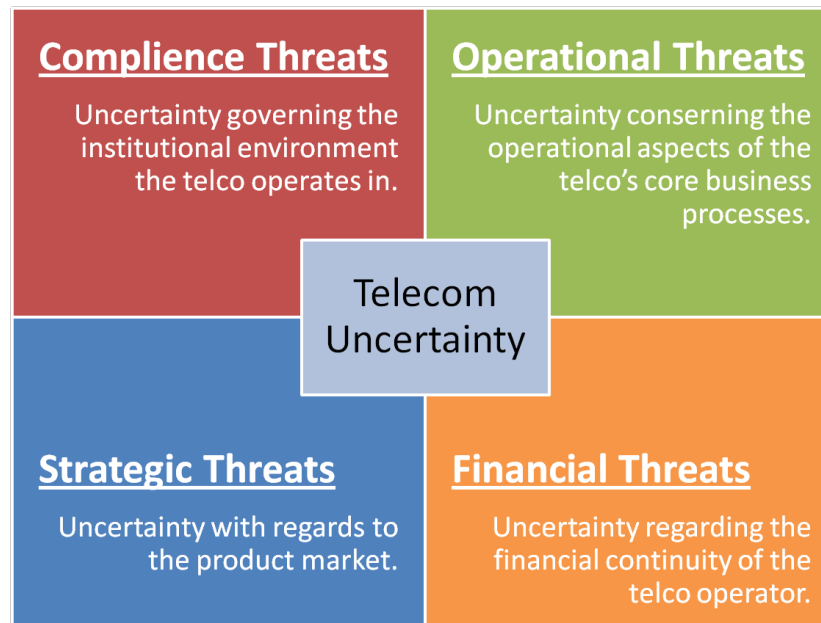 Complience Threats
Uncertainty governing the
institutional environment
the telco operates in.
Operational Threats
Uncertainty conserning the
operational aspects of the
telco’s core business
processes.
Telecom
Uncertainty
Strategic Threats
Uncertainty with regards to
the product market.
Financial Threats
Uncertainty regarding the
financial continuity of the
telco operator.